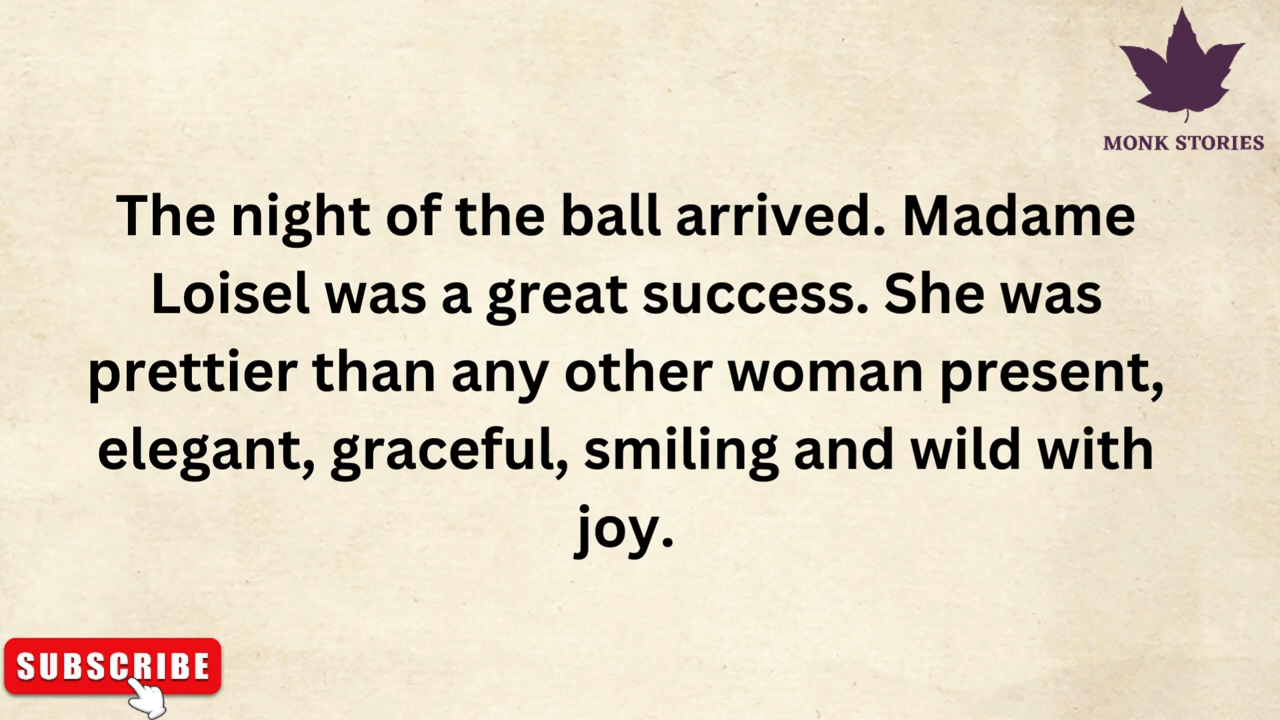 MONK STORIES
The night of the ball arrived. Madame
Loisel was a great success. She was
prettier than any other woman present,
elegant, graceful, smiling and wild with
joy.
SUBSCRIBE